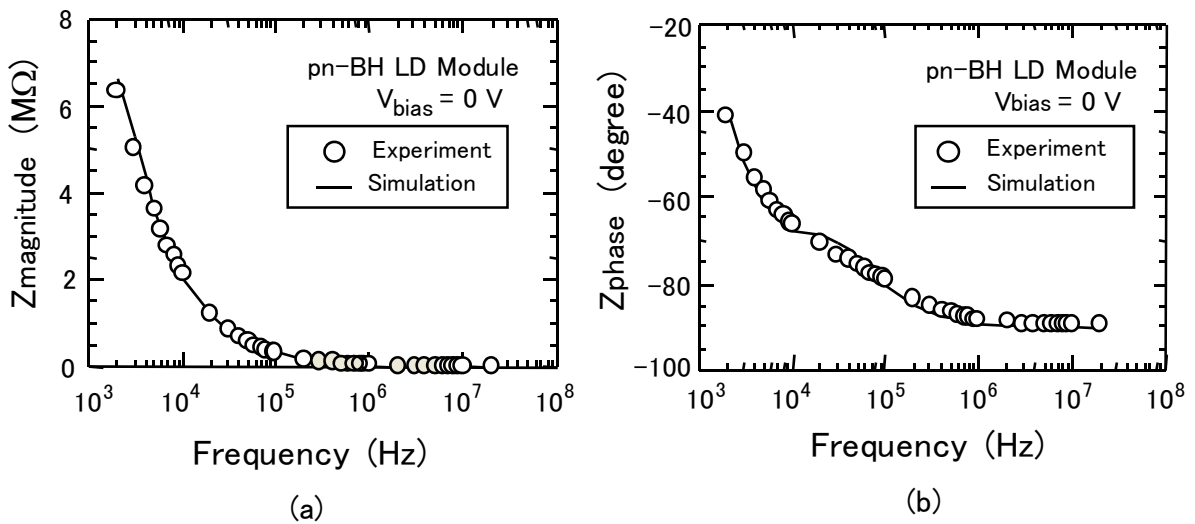 8
6
4
2
0
Zmagnitude (MΩ)
pn-BH LD Module
Vbias = 0 V
Experiment
Simulation
10³ 10⁴ 10⁵ 10⁶ 10⁷ 10⁸
Frequency (Hz)
(a)
-20
-40
-60
-80
-100
Zphase (degree)
pn-BH LD Module
Vbias = 0 V
Experiment
Simulation
10³ 10⁴ 10⁵ 10⁶ 10⁷ 10⁸
Frequency (Hz)
(b)